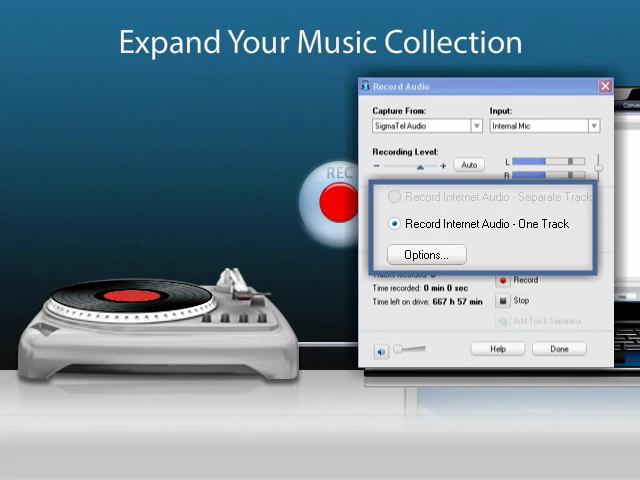 Expand Your Music Collection
Record Audio
Capture From:
Input:
SigmaTel Audio
Internal Mic
Recording Level:
Auto
L
R
REC
Record Internet Audio - Separate Track
Record Internet Audio - One Track
Options...
Time recorded: 0 min 0 sec
Time left on drive: 667 h 57 min
Record
Stop
Add Track Separator
Help
Done